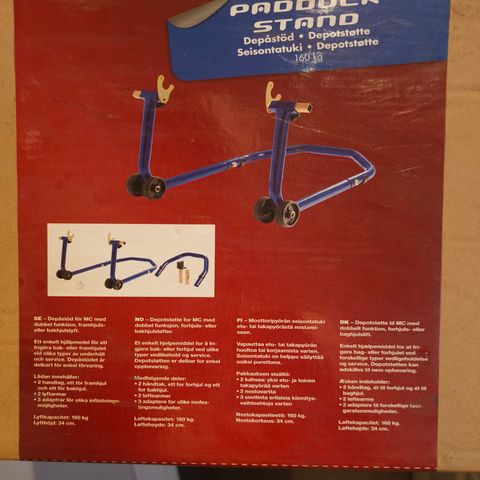 PADDOCK
STAND
Depåstöd • Depotstøtte
Seisontatuki • Depotstøtte
160 kg
SE – Depåstöd för MC med
dubbel funktion, framhjuls-
eller bakhjulslyft.
Ett enkelt hjälpmedel för att
frigöra bak- eller framhjulet
vid olika typer av underhåll
och service. Depåstödet är
delbart för enkel förvaring.
Lådan innehåller:
• 2 handtag, ett för framhjul
och ett för bakhjul
• 2 lyftarmar
• 3 adaptrar för olika infästnings-
möjligheter.
Lyftkapacitet: 160 kg
Lyfthöjd: 34 cm.
NO – Depotstøtte for MC med
dobbel funksjon, forhjuls- eller
bakhjulsløfter.
Et enkelt hjelpemiddel for å fri-
gjøre bak- eller forhjul ved ulike
typer vedlikehold og service.
Depotstøtten er delbar for enkel
oppbevaring.
Medfølgende deler:
• 2 håndtak, ett for forhjul og ett
for bakhjul.
• 2 løftearmer
• 3 adaptere for ulike innfes-
tingsmuligheter.
Løftekapasitet: 160 kg.
Løftehøyde: 34 cm.
FI – Moottoripyörän seisontatuki
etu- tai takapyörästä nostami-
seen.
Vapauttaa etu- tai takapyörän
huoltoa tai korjaamista varten.
Seisontatuki on helppo säilyttää
osiksi purettuna.
Pakkauksen sisältö:
• 2 kahvaa: yksi etu- ja toinen
takapyörää varten
• 2 nostovartta
• 3 sovitinta erilaisia kiinnitys-
vaihtoehtoja varten
Nostokapasiteetti: 160 kg.
Nostokorkeus: 34 cm.
DK – Depotstøtte til MC med
dobbelt funktion, forhjuls- eller
baghjulslift.
Et enkelt hjælpemiddel for at fri-
gøre bag- eller forhjulet ved
forskellige typer vedligeholdelse
og service. Depotstøtten kan
adskilles til nem opbevaring.
Æsken indeholder:
• 2 håndtag, ét til forhjul og ét til
baghjul.
• 2 løftearme
• 3 adaptere til forskellige fast-
gørelsesmuligheder.
Løftekapacitet: 160 kg.
Løftehøjde: 34 cm.